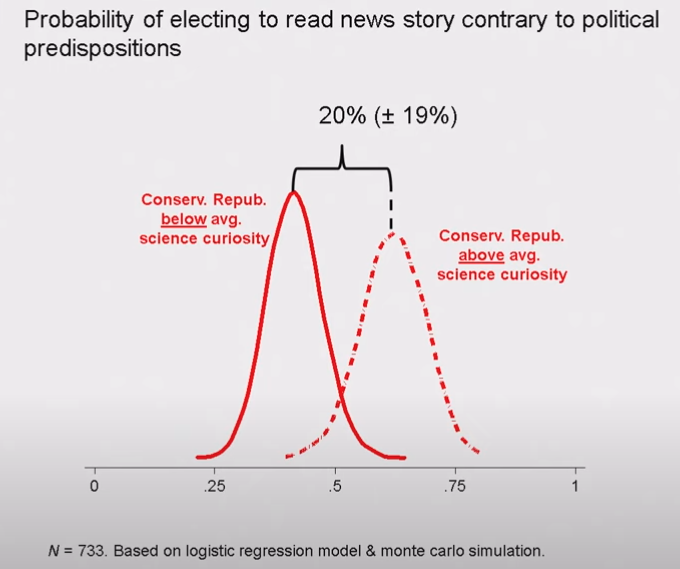 Probability of electing to read news story contrary to political
predispositions
20% (± 19%)
Conserv. Repub.
below avg.
science curiosity
Conserv. Repub.
above avg.
science curiosity
0 .25 .5 .75 1
N = 733. Based on logistic regression model & monte carlo simulation.